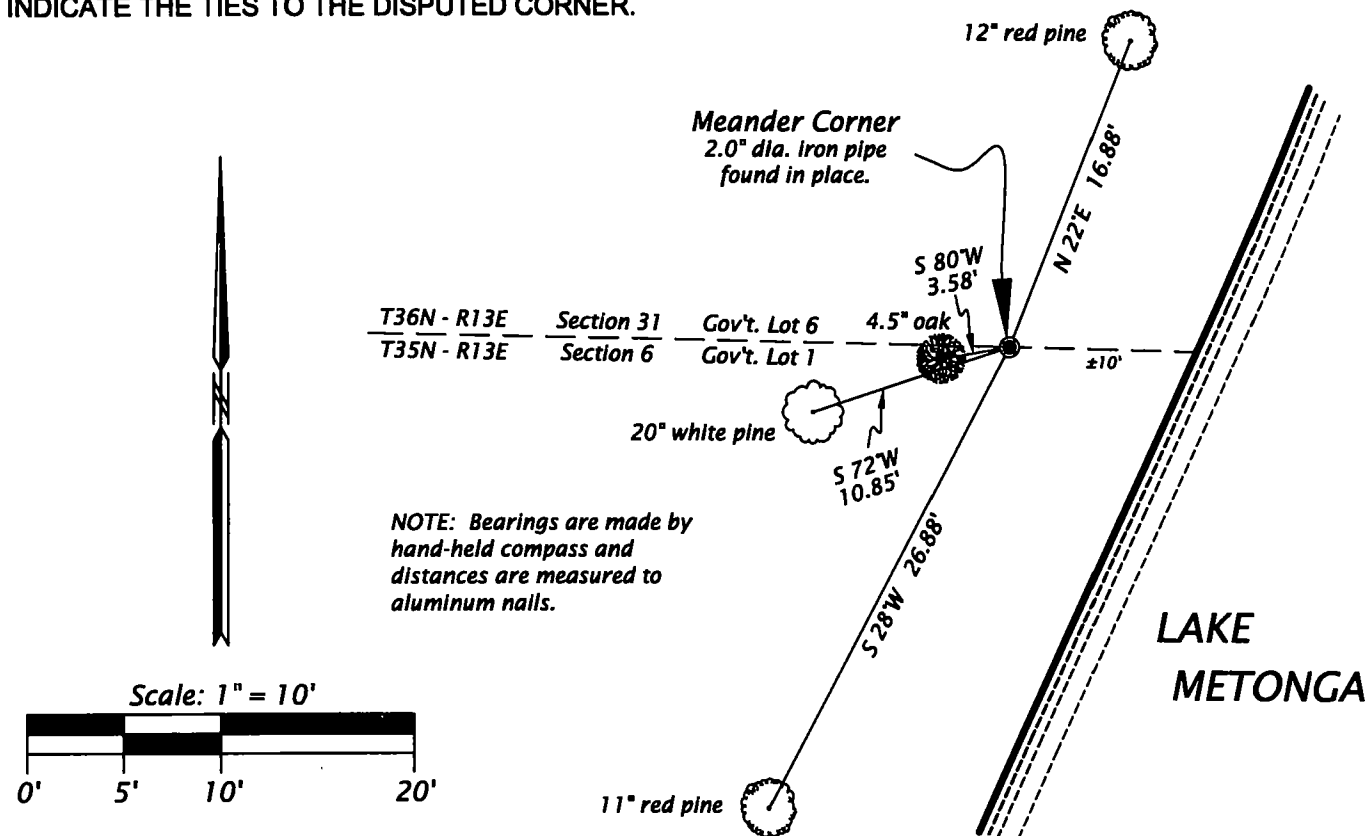 INDICATE THE TIES TO THE DISPUTED CORNER.
12" red pine
Meander Corner
2.0" dia. iron pipe
found in place.
N 22°E 16.88'
S 80°W
3.58'
T36N - R13E Section 31 Gov't. Lot 6 4.5" oak
T35N - R13E Section 6 Gov't. Lot 1
±10'
20" white pine
S 72°W
10.85'
NOTE: Bearings are made by
hand-held compass and
distances are measured to
aluminum nails.
S 28°W 26.88'
LAKE
METONGA
Scale: 1" = 10'
0' 5' 10' 20'
11" red pine